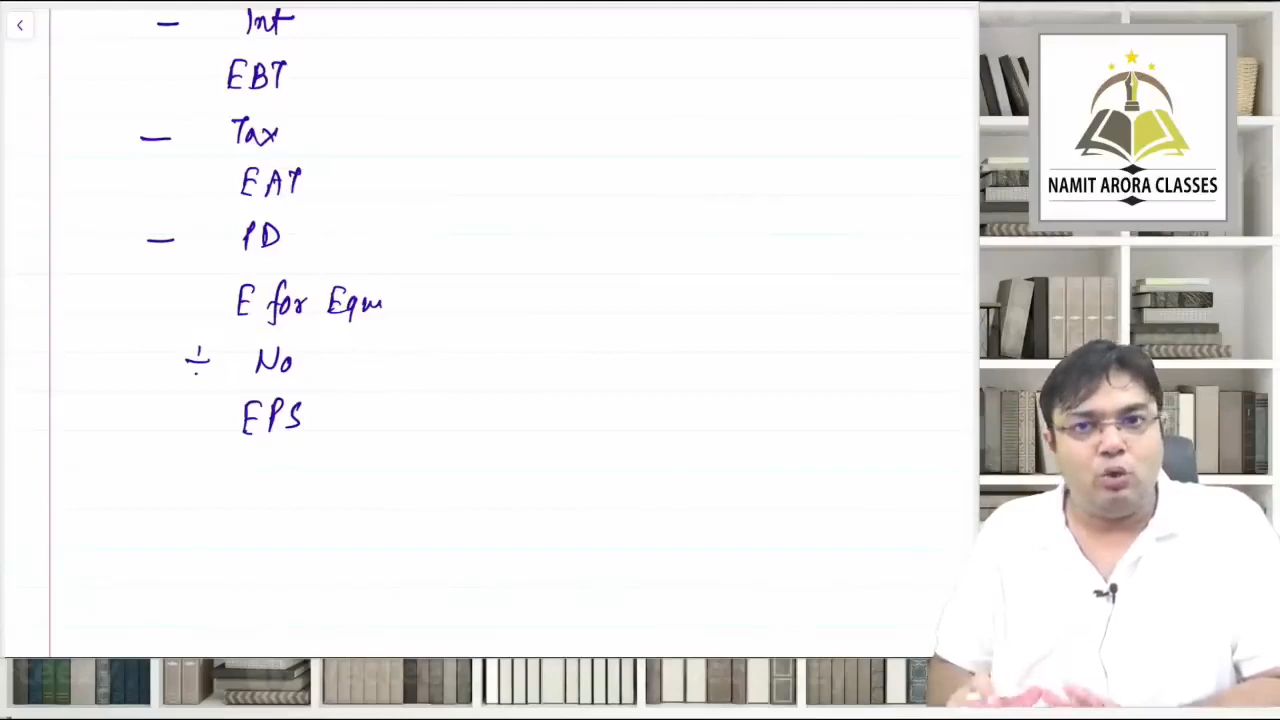 - Int
EBT
- Tax
EAT
- PD
E for Equ
÷ No
EPS
NAMIT ARORA CLASSES